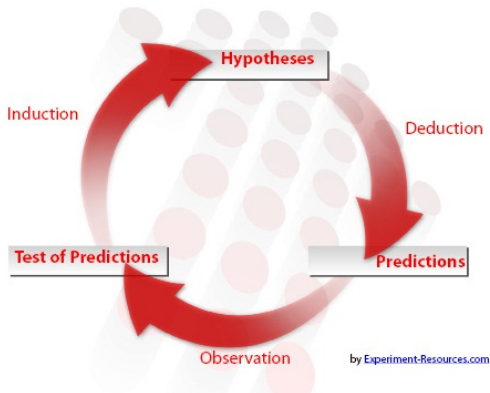 Hypotheses
Induction
Deduction
Test of Predictions
Predictions
Observation
by Experiment-Resources.com